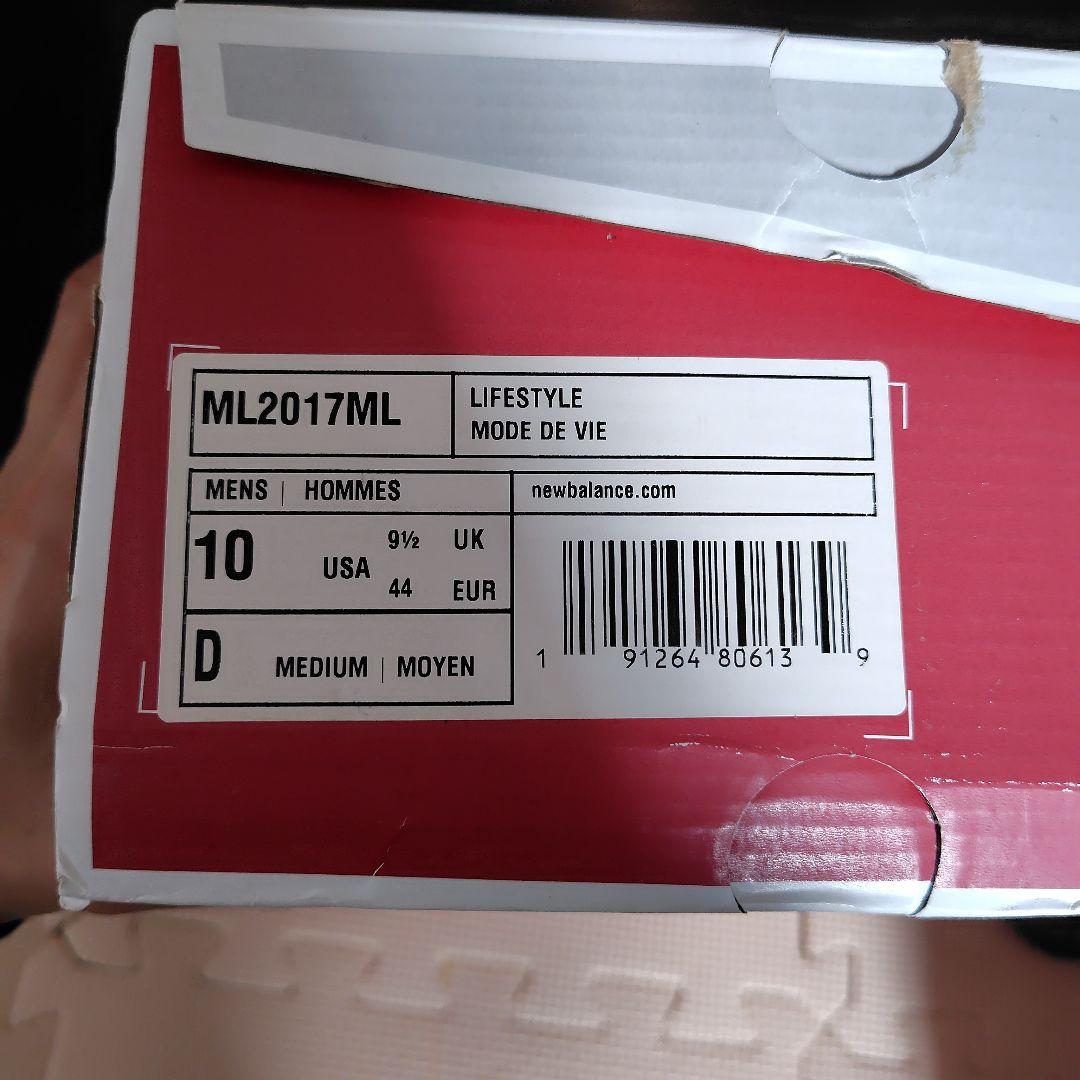 ML2017ML
LIFESTYLE
MODE DE VIE
MENS | HOMMES
newbalance.com
10 USA 9½ UK
44 EUR
D MEDIUM | MOYEN
1 91264 80613 9